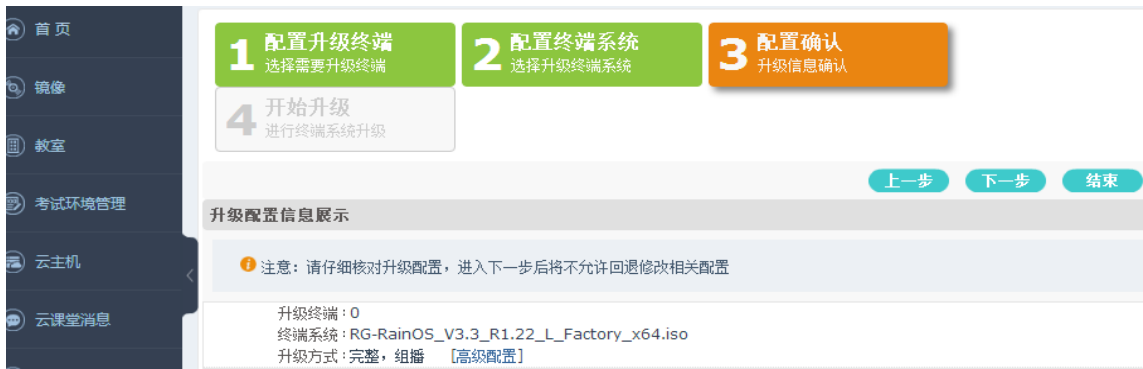 首页
镜像
教室
考试环境管理
云主机
云课堂消息
1 配置升级终端
选择需要升级终端
2 配置终端系统
选择升级终端系统
3 配置确认
升级信息确认
4 开始升级
进行终端系统升级
上一步 下一步 结束
升级配置信息展示
注意：请仔细核对升级配置，进入下一步后将不允许回退修改相关配置
升级终端：0
终端系统：RG-RainOS_V3.3_R1.22_L_Factory_x64.iso
升级方式：完整，组播 [高级配置]